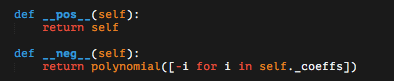 def __pos__(self):
    return self
def __neg__(self):
    return polynomial([-i for i in self._coeffs])